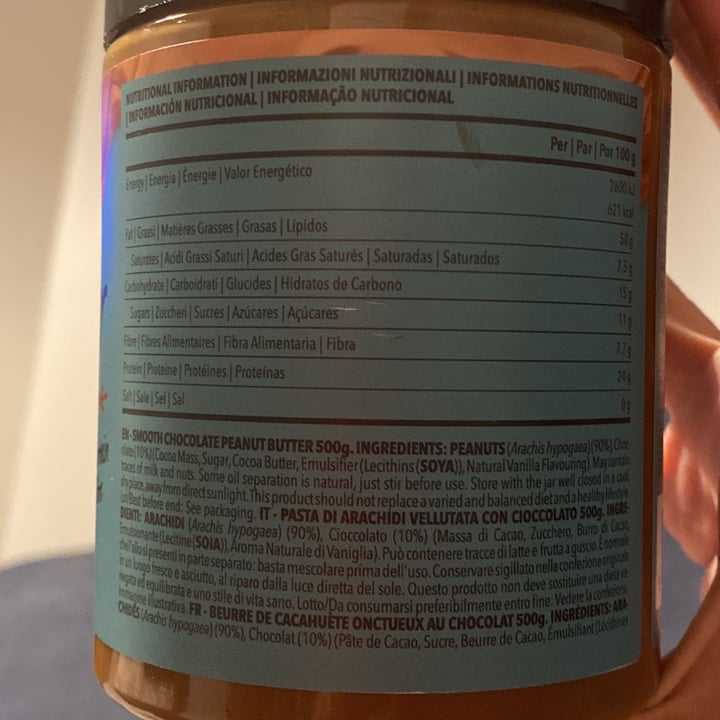 NUTRITIONAL INFORMATION | INFORMAZIONI NUTRIZIONALI | INFORMATIONS NUTRITIONNELLES
| INFORMACIÓN NUTRICIONAL | INFORMAÇÃO NUTRICIONAL
Per | Par | Por 100 g
Energy | Energia | Énergie | Valor Energético 2600 kJ
621 kcal
Fat | Grassi | Matières Grasses | Grasas | Lípidos 50 g
Saturates | Acidi Grassi Saturi | Acides Gras Saturés | Saturadas | Saturados 7.5 g
Carbohydrate | Carboidrati | Glucides | Hidratos de Carbono 15 g
Sugars | Zuccheri | Sucres | Azúcares | Açúcares 11 g
Fibre | Fibres Alimentaires | Fibra Alimentaria | Fibra 7.7 g
Protein | Proteine | Protéines | Proteínas 24 g
Salt | Sale | Sel | Sal 0 g
EN - SMOOTH CHOCOLATE PEANUT BUTTER 500g. INGREDIENTS: PEANUTS (Arachis hypogaea) (90%), Choc-
olate (10%) (Cocoa Mass, Sugar, Cocoa Butter, Emulsifier (Lecithins (SOYA)), Natural Vanilla Flavouring). May contain
traces of milk and nuts. Some oil separation is natural, just stir before use. Store with the jar well closed in a cool,
dry place, away from direct sunlight. This product should not replace a varied and balanced diet and a healthy lifestyle.
Lot/Best before end: See packaging. IT - PASTA DI ARACHIDI VELLUTATA CON CIOCCOLATO 500g. INGRE-
DIENTI: ARACHIDI (Arachis hypogaea) (90%), Cioccolato (10%) (Massa di Cacao, Zucchero, Burro di Cacao,
Emulsionante (Lecitine (SOIA)), Aroma Naturale di Vaniglia). Può contenere tracce di latte e frutta a guscio. È normale
che l'olio si presenti in parte separato: basta mescolare prima dell'uso. Conservare sigillato nella confezione originale
in un luogo fresco e asciutto, al riparo dalla luce diretta del sole. Questo prodotto non deve sostituire una dieta va-
riegata ed equilibrata e uno stile di vita sano. Lotto/Da consumarsi preferibilmente entro fine: Vedere la confezione.
Immagine illustrativa. FR - BEURRE DE CACAHUÈTE ONCTUEUX AU CHOCOLAT 500g. INGRÉDIENTS: ARA-
CHIDES (Arachis hypogaea) (90%), Chocolat (10%) (Pâte de Cacao, Sucre, Beurre de Cacao, Émulsifiant (Lécithines